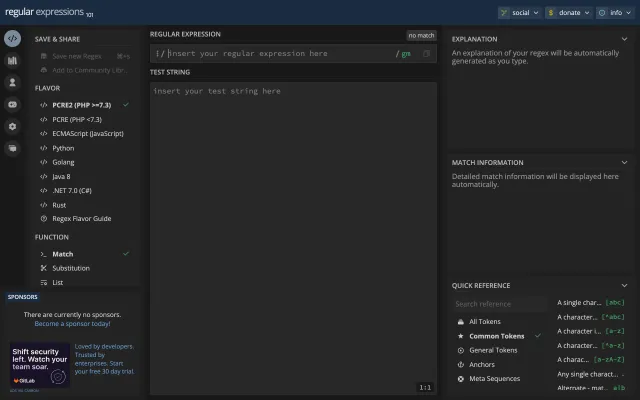 regular expressions 101
social
donate
info
SAVE & SHARE
Save new Regex
⌘+s
Add to Community Libr...
FLAVOR
PCRE2 (PHP >=7.3)
PCRE (PHP <7.3)
ECMAScript (JavaScript)
Python
Golang
Java 8
.NET 7.0 (C#)
Rust
Regex Flavor Guide
FUNCTION
Match
Substitution
List
SPONSORS
There are currently no sponsors.
Become a sponsor today!
Shift security
left. Watch your
team soar.
GitLab
Loved by developers.
Trusted by
enterprises. Start
your free 30 day trial.
REGULAR EXPRESSION
no match
/ insert your regular expression here / gm
TEST STRING
insert your test string here
1:1
EXPLANATION
An explanation of your regex will be automatically
generated as you type.
MATCH INFORMATION
Detailed match information will be displayed here
automatically.
QUICK REFERENCE
Search reference
All Tokens
Common Tokens
General Tokens
Anchors
Meta Sequences
A single char... [abc]
A character... [^abc]
A character i... [a-z]
A character... [^a-z]
A charac... [a-zA-Z]
Any single charact... .
Alternate - mat... a|b